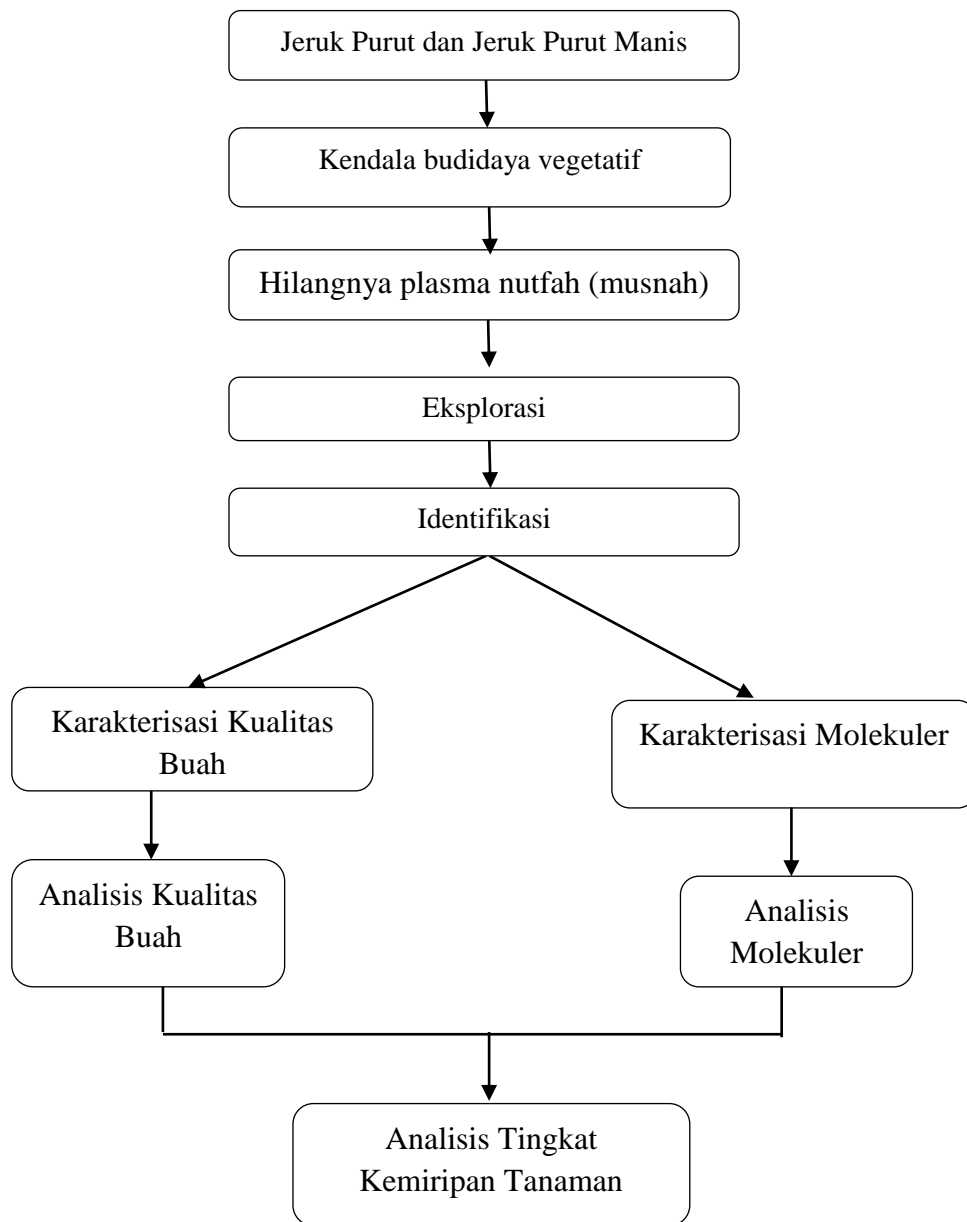 Jeruk Purut dan Jeruk Purut Manis
Kendala budidaya vegetatif
Hilangnya plasma nutfah (musnah)
Eksplorasi
Identifikasi
Karakterisasi Kualitas
Buah
Karakterisasi Molekuler
Analisis Kualitas
Buah
Analisis
Molekuler
Analisis Tingkat
Kemiripan Tanaman